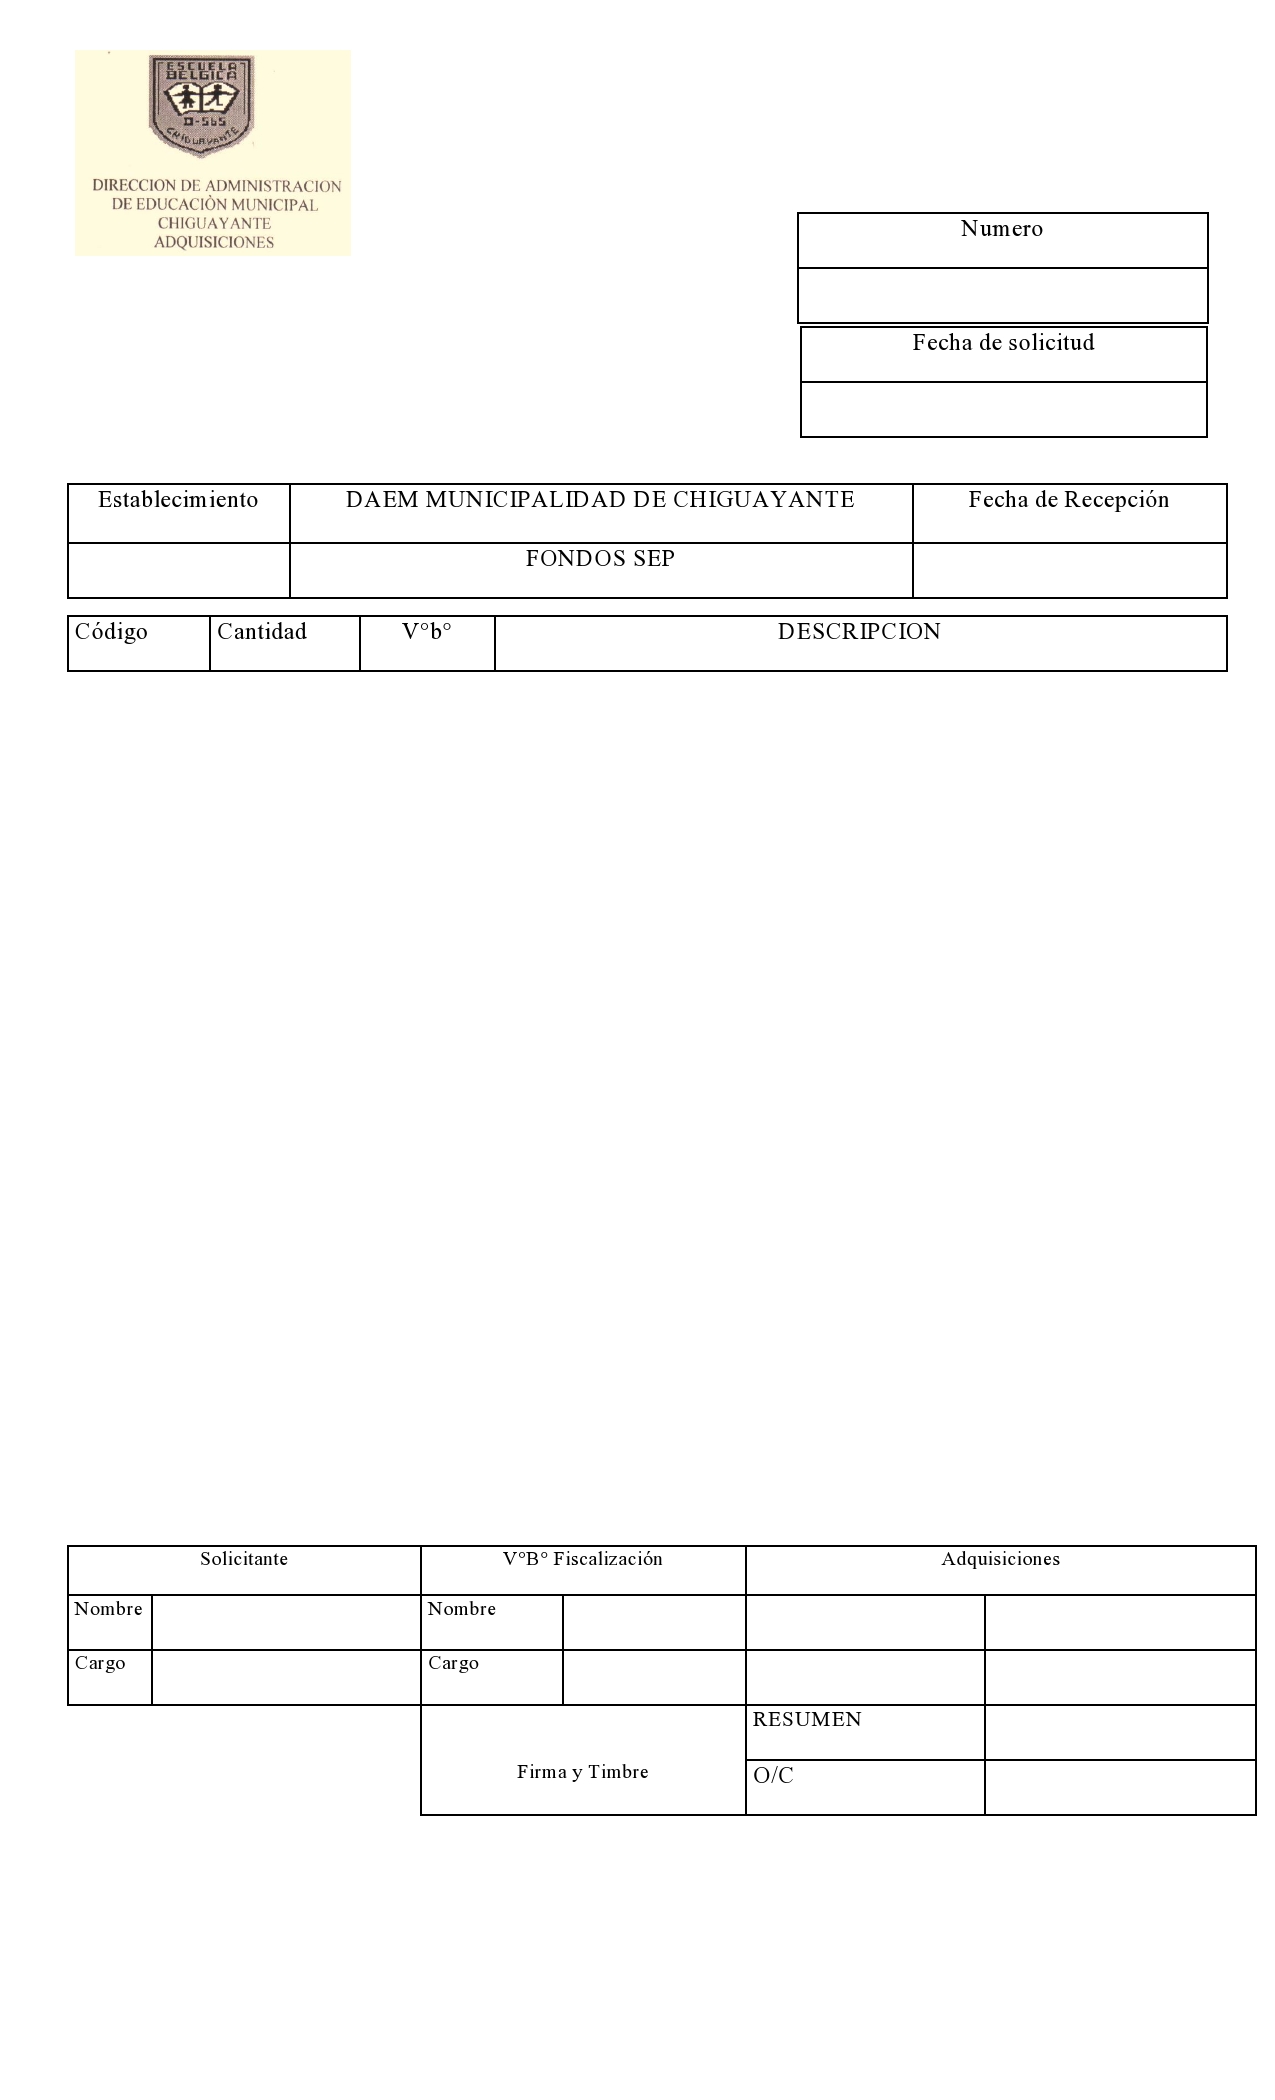 ESCUELA
BELGICA
D-565
CHIGUAYANTE
DIRECCION DE ADMINISTRACION
DE EDUCACIÒN MUNICIPAL
CHIGUAYANTE
ADQUISICIONES
Numero
Fecha de solicitud
Establecimiento DAEM MUNICIPALIDAD DE CHIGUAYANTE Fecha de Recepción
FONDOS SEP
Código Cantidad V°b° DESCRIPCION
Solicitante V°B° Fiscalización Adquisiciones
Nombre Nombre
Cargo Cargo
RESUMEN
Firma y Timbre O/C